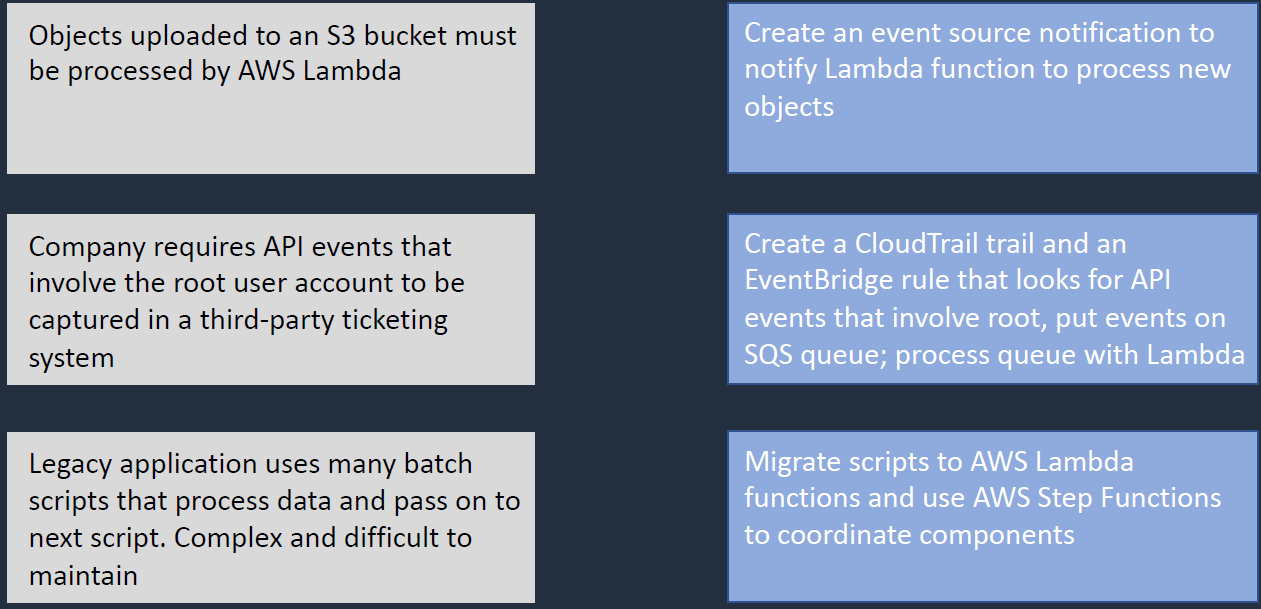 Objects uploaded to an S3 bucket must
be processed by AWS Lambda
Create an event source notification to
notify Lambda function to process new
objects
Company requires API events that
involve the root user account to be
captured in a third-party ticketing
system
Create a CloudTrail trail and an
EventBridge rule that looks for API
events that involve root, put events on
SQS queue; process queue with Lambda
Legacy application uses many batch
scripts that process data and pass on to
next script. Complex and difficult to
maintain
Migrate scripts to AWS Lambda
functions and use AWS Step Functions
to coordinate components